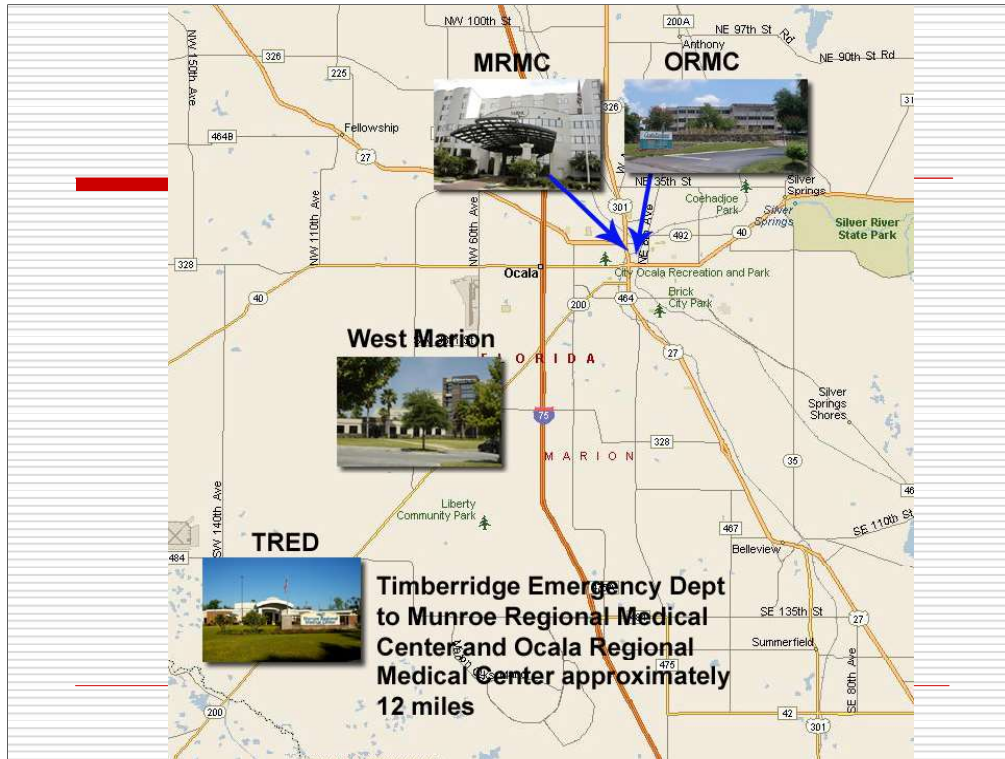 NW 100th St
200A
NE 97th St
Rd
Anthony
NE 90th St Rd
NW 150th Ave
326
225
MRMC
ORMC
326
31
464B
Fellowship
27
NE 35th St
Silver
Springs
Coehadjoe
Park
Silver
Springs
Silver River
State Park
301
NW 110th Ave
NW 60th Ave
492
40
328
Ocala
City Ocala Recreation and Park
40
200
464
Brick
City Park
27
West Marion
FLORIDA
Silver
Springs
Shores
75
328
MARION
35
SW 140th Ave
Liberty
Community Park
467
SE 110th St
Belleview
484
TRED
Timberridge Emergency Dept
to Munroe Regional Medical
Center and Ocala Regional
Medical Center approximately
12 miles
SE 135th St
27
Summerfield
475
SE 80th Ave
200
42
301